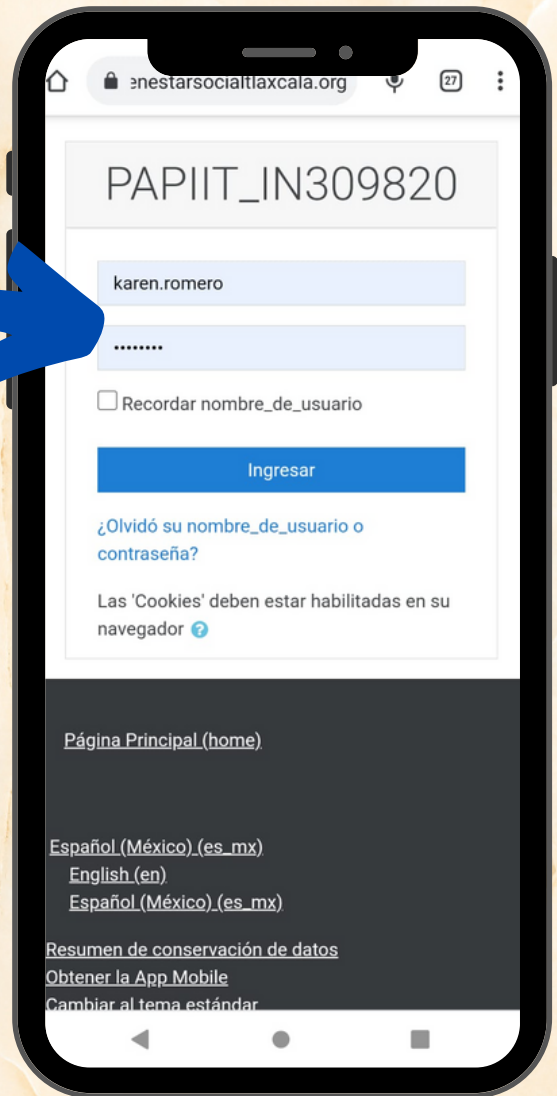 enestarsocialtlaxcala.org 27
PAPIIT_IN309820
karen.romero
••••••••
Recordar nombre_de_usuario
Ingresar
¿Olvidó su nombre_de_usuario o
contraseña?
Las 'Cookies' deben estar habilitadas en su
navegador ?
Página Principal (home)
Español (México) (es_mx)
English (en)
Español (México) (es_mx)
Resumen de conservación de datos
Obtener la App Mobile
Cambiar al tema estándar